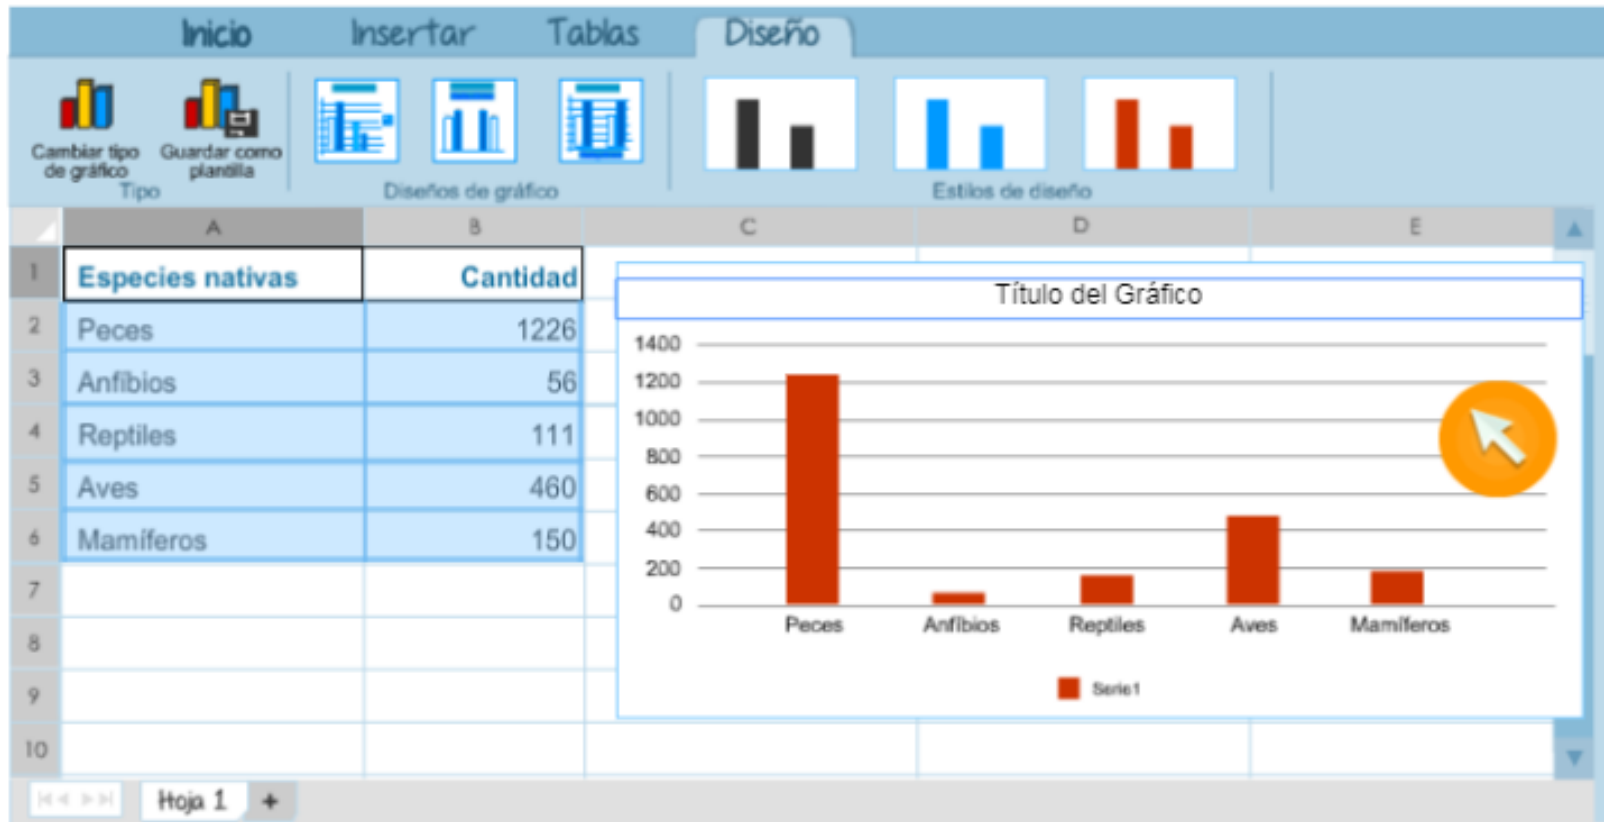 Inicio Insertar Tablas Diseño
Cambiar tipo de gráfico
Guardar como plantilla
Tipo
Diseños de gráfico
Estilos de diseño
A B C D E
1 Especies nativas Cantidad
2 Peces 1226
3 Anfíbios 56
4 Reptiles 111
5 Aves 460
6 Mamíferos 150
7
8
9
10
Título del Gráfico
1400
1200
1000
800
600
400
200
0
Peces Anfíbios Reptiles Aves Mamíferos
Serie1
Hoja 1 +